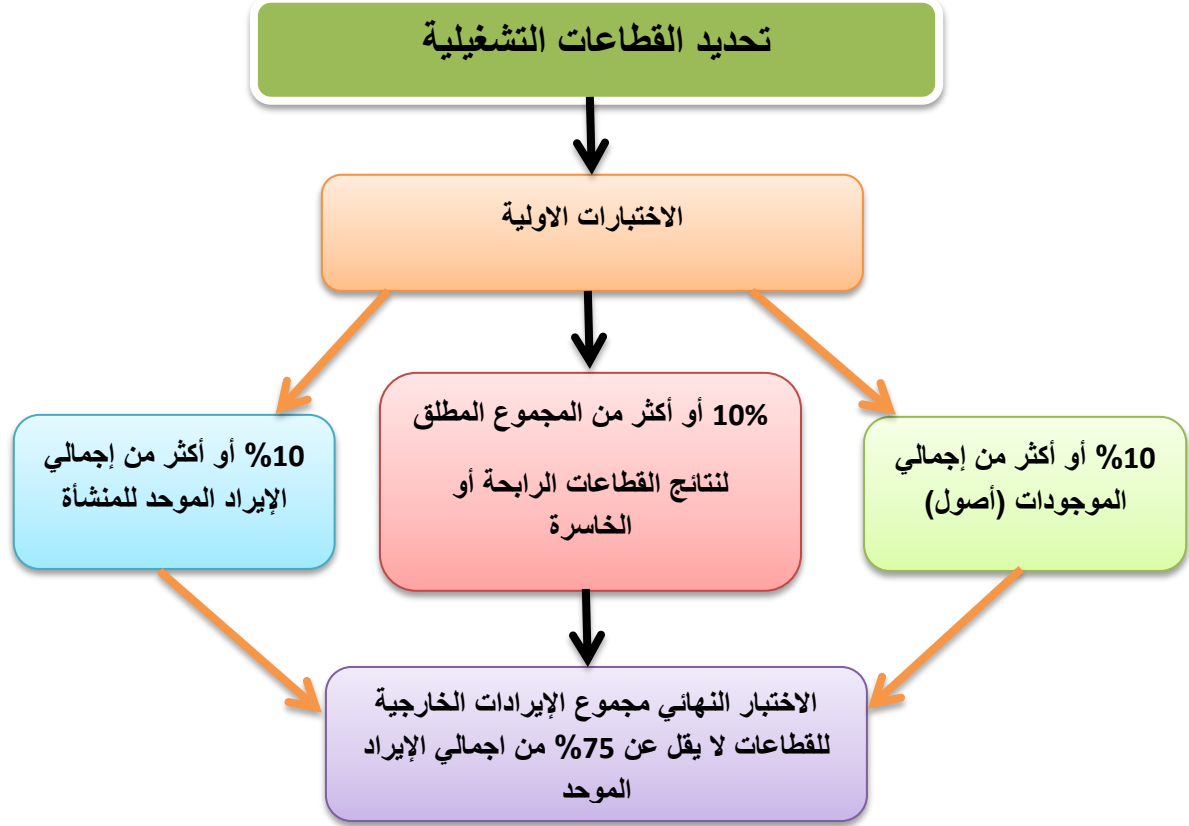 تحديد القطاعات التشغيلية
الاختبارات الاولية
10% أو أكثر من إجمالي
الموجودات (أصول)
10% أو أكثر من المجموع المطلق
لنتائج القطاعات الرابحة أو
الخاسرة
10% أو أكثر من إجمالي
الإيراد الموحد للمنشأة
الاختبار النهائي مجموع الإيرادات الخارجية
للقطاعات لا يقل عن 75% من اجمالي الإيراد
الموحد